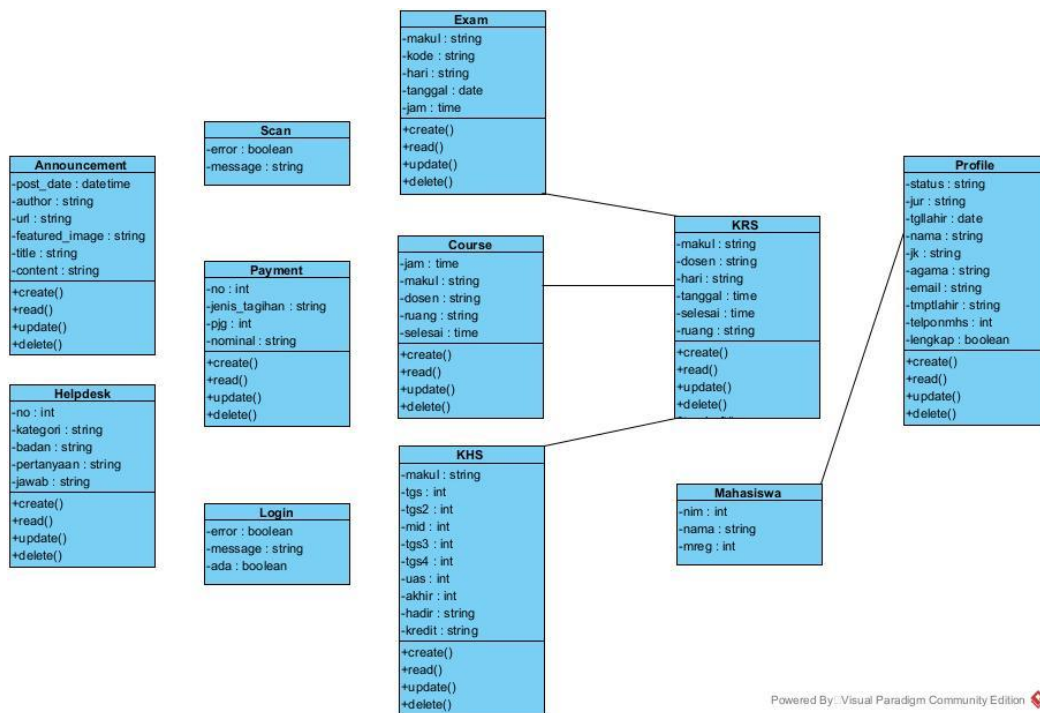 Exam
-makul : string
-kode : string
-hari : string
-tanggal : date
-jam : time
+create()
+read()
+update()
+delete()
Scan
-error : boolean
-message : string
Announcement
-post_date : datetime
-author : string
-url : string
-featured_image : string
-title : string
-content : string
+create()
+read()
+update()
+delete()
Profile
-status : string
-jur : string
-tgllahir : date
-nama : string
-jk : string
-agama : string
-email : string
-tmptlahir : string
-telponmhs : int
-lengkap : boolean
+create()
+read()
+update()
+delete()
KRS
-makul : string
-dosen : string
-hari : string
-tanggal : time
-selesai : time
-ruang : string
+create()
+read()
+update()
+delete()
Course
-jam : time
-makul : string
-dosen : string
-ruang : string
-selesai : time
+create()
+read()
+update()
+delete()
Payment
-no : int
-jenis_tagihan : string
-pjg : int
-nominal : string
+create()
+read()
+update()
+delete()
Helpdesk
-no : int
-kategori : string
-badan : string
-pertanyaan : string
-jawab : string
+create()
+read()
+update()
+delete()
KHS
-makul : string
-tgs : int
-tgs2 : int
-mid : int
-tgs3 : int
-tgs4 : int
-uas : int
-akhir : int
-hadir : string
-kredit : string
+create()
+read()
+update()
+delete()
Login
-error : boolean
-message : string
-ada : boolean
Mahasiswa
-nim : int
-nama : string
-mreg : int
Powered By Visual Paradigm Community Edition